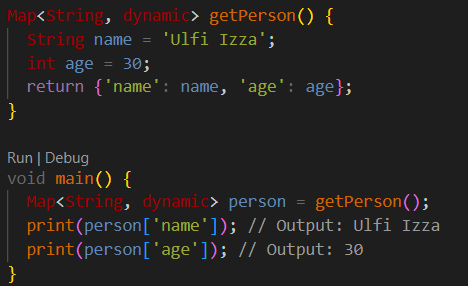 Map<String, dynamic> getPerson() {
  String name = 'Ulfi Izza';
  int age = 30;
  return {'name': name, 'age': age};
}
Run | Debug
void main() {
  Map<String, dynamic> person = getPerson();
  print(person['name']); // Output: Ulfi Izza
  print(person['age']); // Output: 30
}